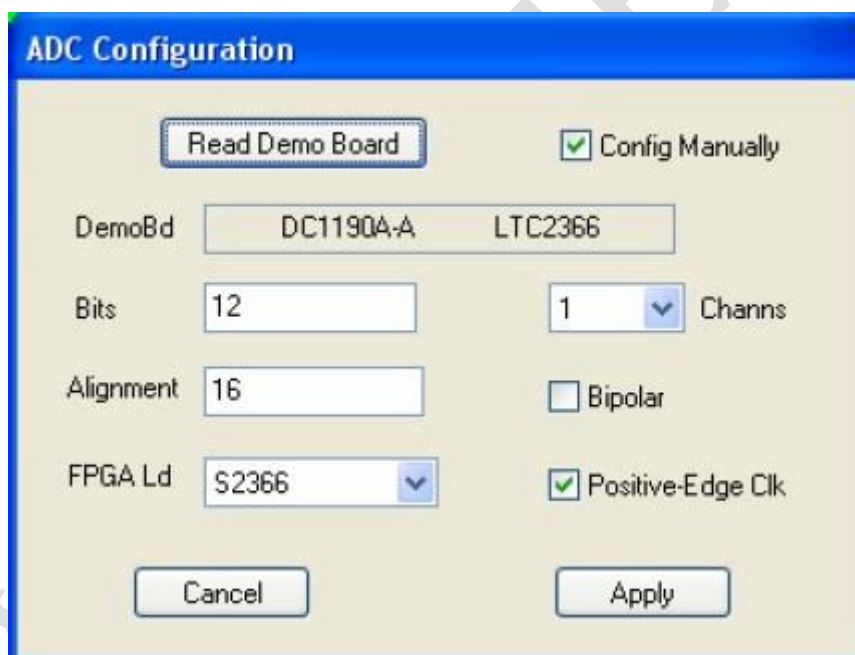 ADC Configuration
Read Demo Board Config Manually
DemoBd DC1190A-A LTC2366
Bits 12 1 Channs
Alignment 16 Bipolar
FPGA Ld S2366 Positive-Edge Clk
Cancel Apply